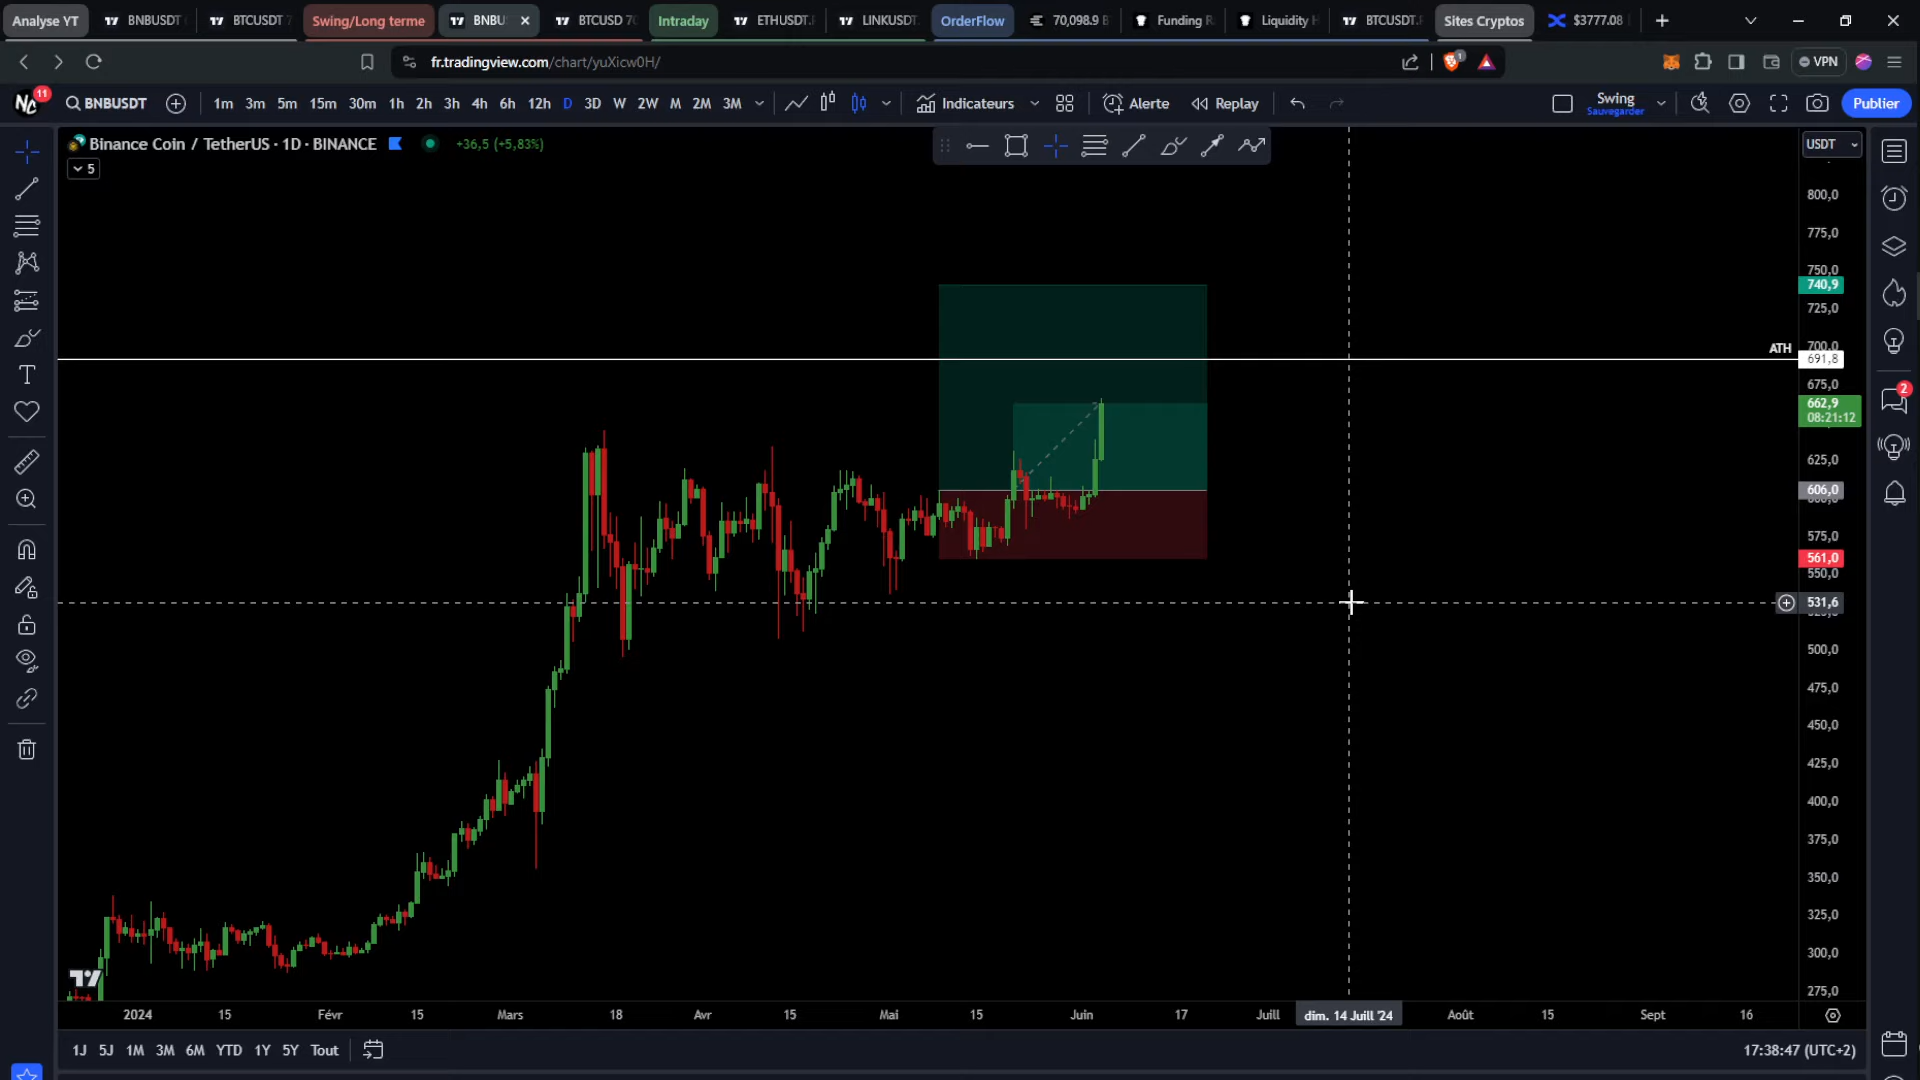 Analyse YT
BNBUSDT
BTCUSDT 7
Swing/Long terme
BNBU
BTCUSD 70
Intraday
ETHUSDT.
LINKUSDT.
OrderFlow
70,098.9 B
Funding R
Liquidity H
BTCUSDT.
Sites Cryptos
$3777.08
fr.tradingview.com/chart/yuXicw0H/
1
VPN
11
BNBUSDT
1m 3m 5m 15m 30m 1h 2h 3h 4h 6h 12h D 3D W 2W M 2M 3M
Indicateurs
Alerte
Replay
Swing
Sauvegarder
Publier
Binance Coin / TetherUS · 1D · BINANCE
+36,5 (+5,83%)
5
USDT
800,0
775,0
750,0
740,9
725,0
700,0
ATH
691,8
675,0
662,9
08:21:12
625,0
606,0
575,0
561,0
550,0
531,6
500,0
475,0
450,0
425,0
400,0
375,0
350,0
325,0
300,0
275,0
2
2024 15 Févr 15 Mars 18 Avr 15 Mai 15 Juin 17 Juill dim. 14 Juill '24 Août 15 Sept 16
1J 5J 1M 3M 6M YTD 1Y 5Y Tout
17:38:47 (UTC+2)